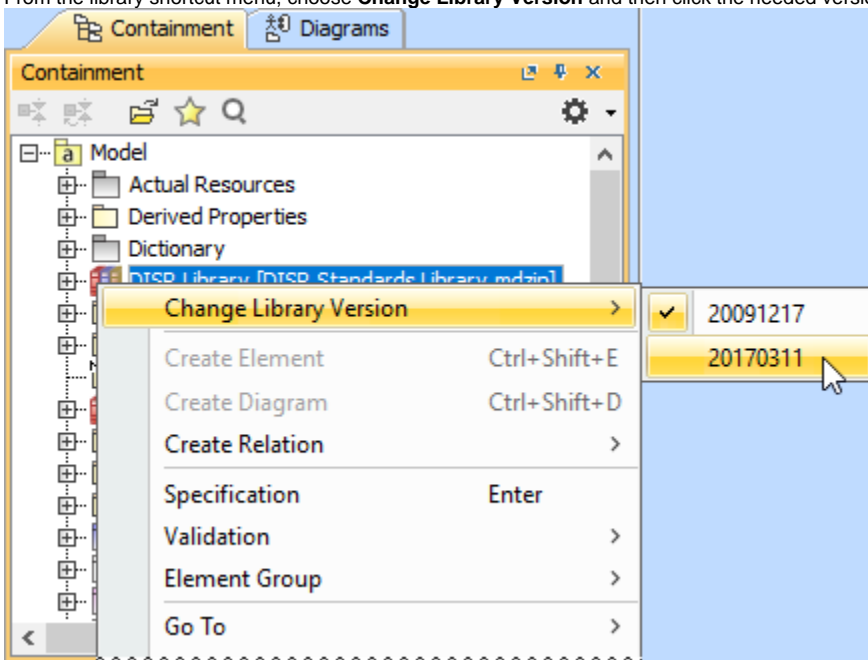 From the library shortcut menu, choose Change Library Version and then click the needed versio
Containment
Diagrams
Containment
Model
Actual Resources
Derived Properties
Dictionary
DISR Library [DISR Standards Library.mdzip]
Change Library Version
20091217
20170311
Create Element Ctrl+Shift+E
Create Diagram Ctrl+Shift+D
Create Relation
Specification Enter
Validation
Element Group
Go To